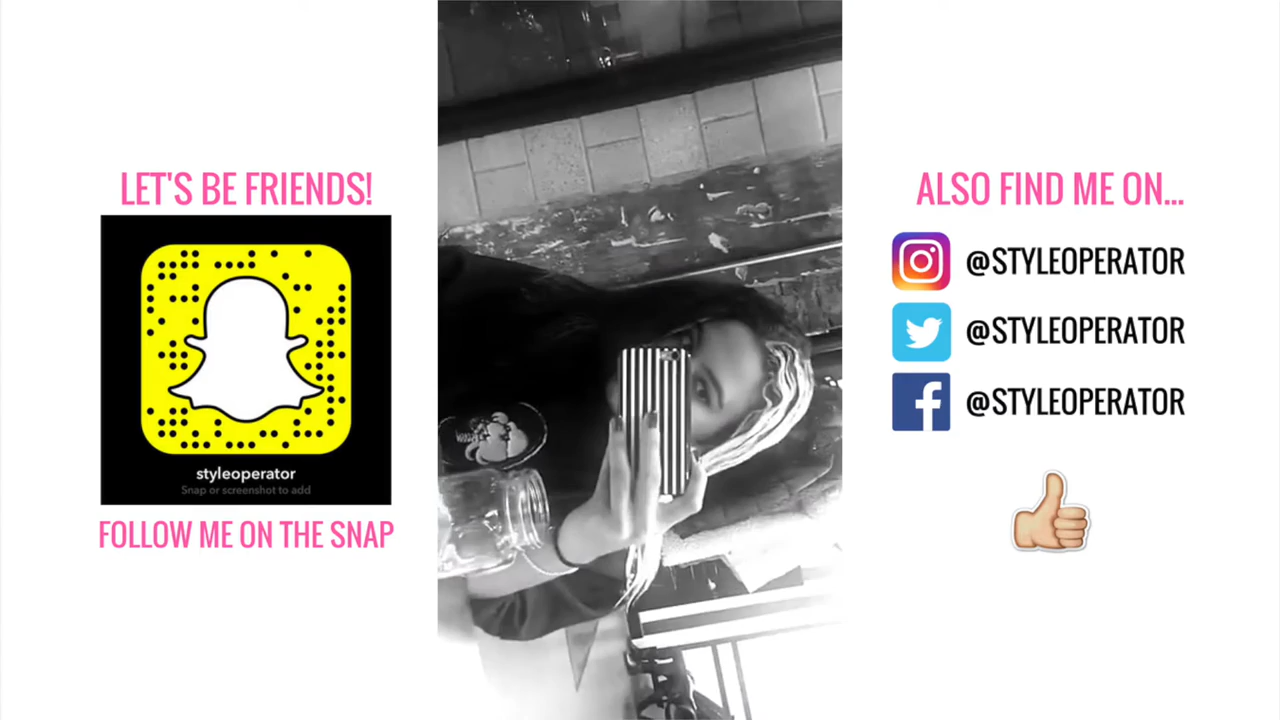 LET'S BE FRIENDS!
styleoperator
Snap or screenshot to add
FOLLOW ME ON THE SNAP
ALSO FIND ME ON...
@STYLEOPERATOR
@STYLEOPERATOR
@STYLEOPERATOR